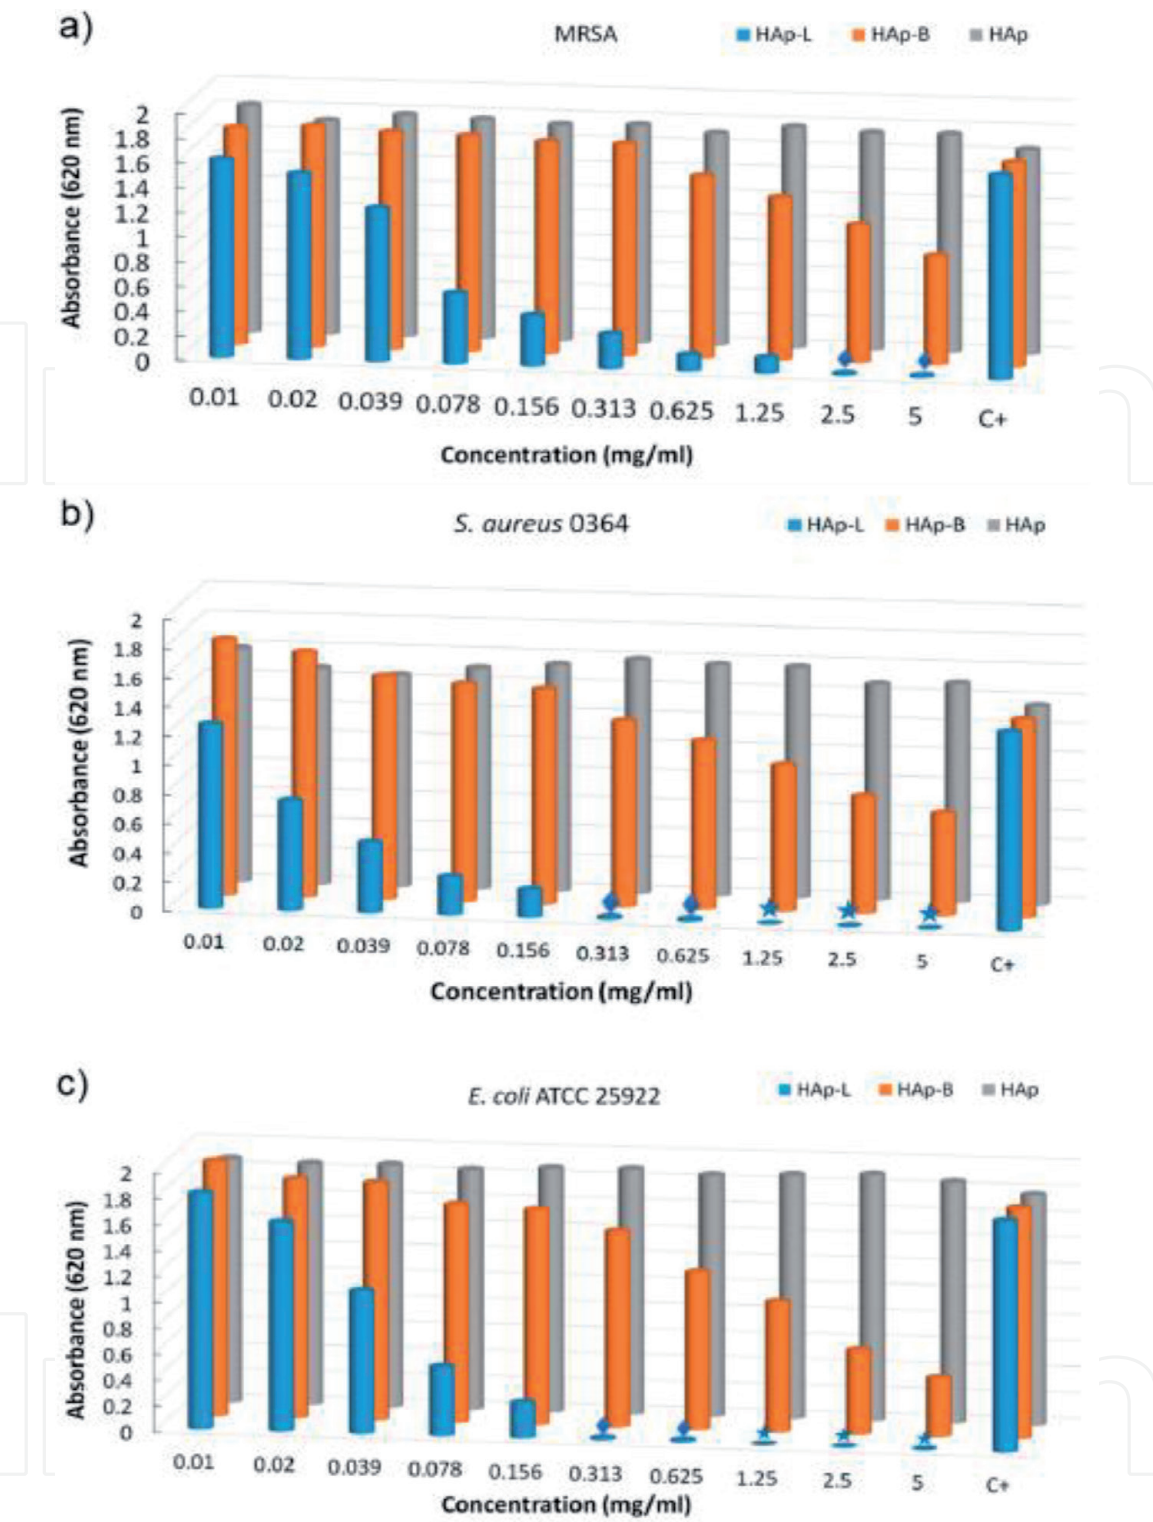 a)
MRSA
HAp-L HAp-B HAp
Absorbance (620 nm)
2
1.8
1.6
1.4
1.2
1
0.8
0.6
0.4
0.2
0
0.01 0.02 0.039 0.078 0.156 0.313 0.625 1.25 2.5 5 C+
Concentration (mg/ml)
b)
S. aureus 0364
HAp-L HAp-B HAp
Absorbance (620 nm)
2
1.8
1.6
1.4
1.2
1
0.8
0.6
0.4
0.2
0
0.01 0.02 0.039 0.078 0.156 0.313 0.625 1.25 2.5 5 C+
Concentration (mg/ml)
c)
E. coli ATCC 25922
HAp-L HAp-B HAp
Absorbance (620 nm)
2
1.8
1.6
1.4
1.2
1
0.8
0.6
0.4
0.2
0
0.01 0.02 0.039 0.078 0.156 0.313 0.625 1.25 2.5 5 C+
Concentration (mg/ml)